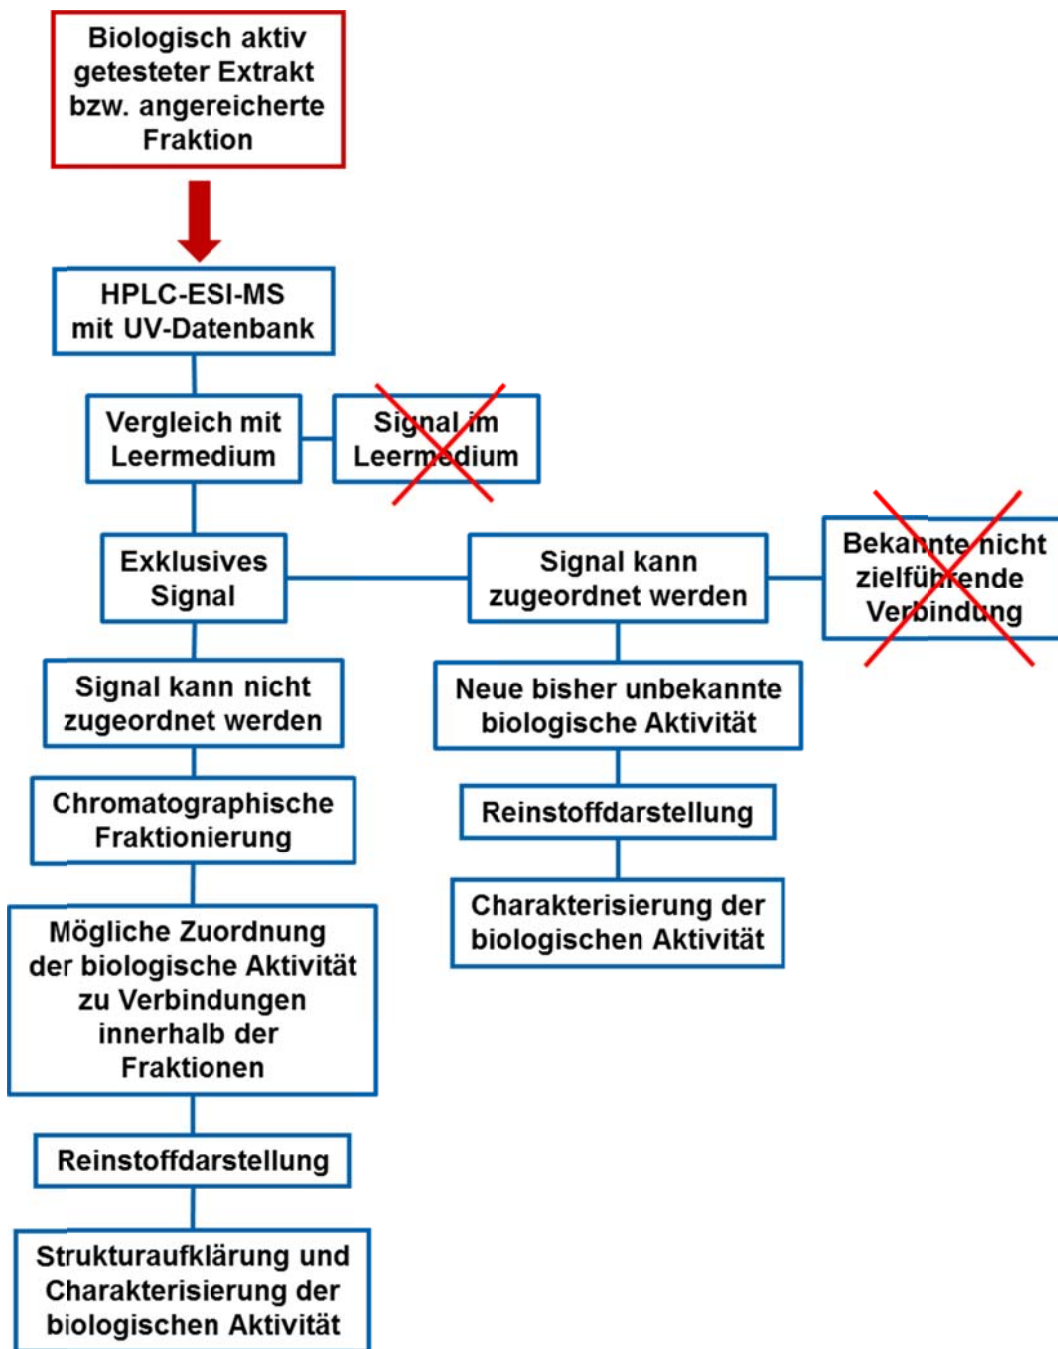 Biologisch aktiv
getesteter Extrakt
bzw. angereicherte
Fraktion
HPLC-ESI-MS
mit UV-Datenbank
Vergleich mit
Leermedium
Signal im
Leermedium
Exklusives
Signal
Signal kann
zugeordnet werden
Bekannte nicht
zielführende
Verbindung
Signal kann nicht
zugeordnet werden
Neue bisher unbekannte
biologische Aktivität
Chromatographische
Fraktionierung
Reinstoffdarstellung
Charakterisierung der
biologischen Aktivität
Mögliche Zuordnung
der biologische Aktivität
zu Verbindungen
innerhalb der
Fraktionen
Reinstoffdarstellung
Strukturaufklärung und
Charakterisierung der
biologischen Aktivität